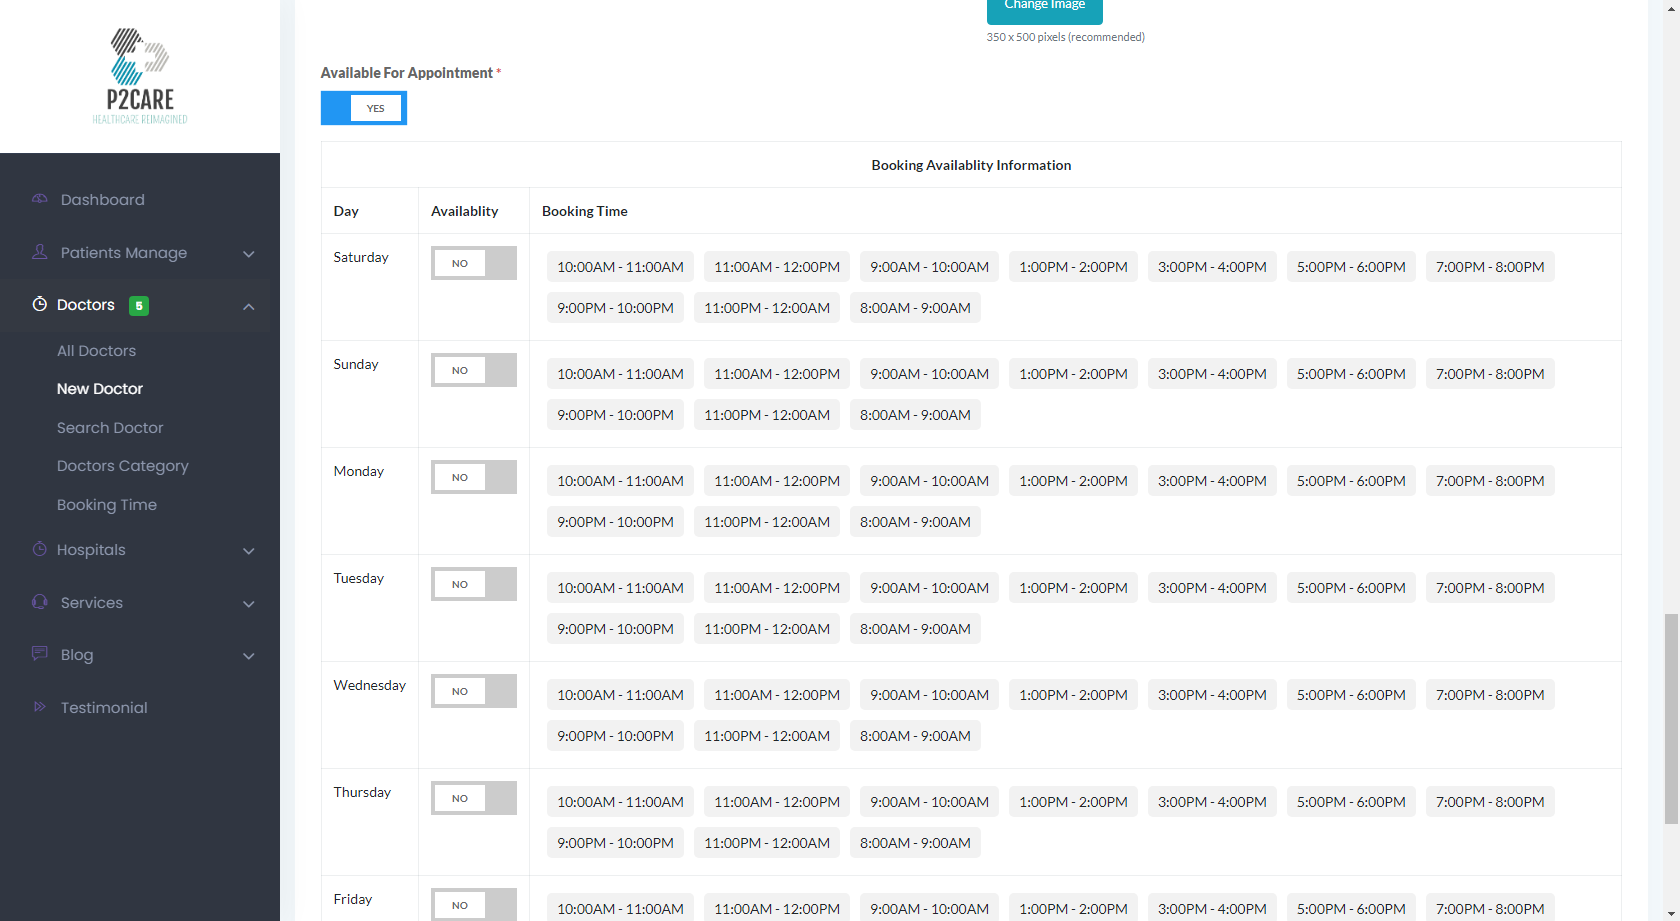 Change Image
350 x 500 pixels (recommended)
P2CARE
HEALTHCARE REIMAGINED
Dashboard
Patients Manage
Doctors 5
All Doctors
New Doctor
Search Doctor
Doctors Category
Booking Time
Hospitals
Services
Blog
Testimonial
Available For Appointment *
YES
Booking Availablity Information
Day Availablity Booking Time
Saturday NO 10:00AM - 11:00AM 11:00AM - 12:00PM 9:00AM - 10:00AM 1:00PM - 2:00PM 3:00PM - 4:00PM 5:00PM - 6:00PM 7:00PM - 8:00PM
9:00PM - 10:00PM 11:00PM - 12:00AM 8:00AM - 9:00AM
Sunday NO 10:00AM - 11:00AM 11:00AM - 12:00PM 9:00AM - 10:00AM 1:00PM - 2:00PM 3:00PM - 4:00PM 5:00PM - 6:00PM 7:00PM - 8:00PM
9:00PM - 10:00PM 11:00PM - 12:00AM 8:00AM - 9:00AM
Monday NO 10:00AM - 11:00AM 11:00AM - 12:00PM 9:00AM - 10:00AM 1:00PM - 2:00PM 3:00PM - 4:00PM 5:00PM - 6:00PM 7:00PM - 8:00PM
9:00PM - 10:00PM 11:00PM - 12:00AM 8:00AM - 9:00AM
Tuesday NO 10:00AM - 11:00AM 11:00AM - 12:00PM 9:00AM - 10:00AM 1:00PM - 2:00PM 3:00PM - 4:00PM 5:00PM - 6:00PM 7:00PM - 8:00PM
9:00PM - 10:00PM 11:00PM - 12:00AM 8:00AM - 9:00AM
Wednesday NO 10:00AM - 11:00AM 11:00AM - 12:00PM 9:00AM - 10:00AM 1:00PM - 2:00PM 3:00PM - 4:00PM 5:00PM - 6:00PM 7:00PM - 8:00PM
9:00PM - 10:00PM 11:00PM - 12:00AM 8:00AM - 9:00AM
Thursday NO 10:00AM - 11:00AM 11:00AM - 12:00PM 9:00AM - 10:00AM 1:00PM - 2:00PM 3:00PM - 4:00PM 5:00PM - 6:00PM 7:00PM - 8:00PM
9:00PM - 10:00PM 11:00PM - 12:00AM 8:00AM - 9:00AM
Friday NO 10:00AM - 11:00AM 11:00AM - 12:00PM 9:00AM - 10:00AM 1:00PM - 2:00PM 3:00PM - 4:00PM 5:00PM - 6:00PM 7:00PM - 8:00PM